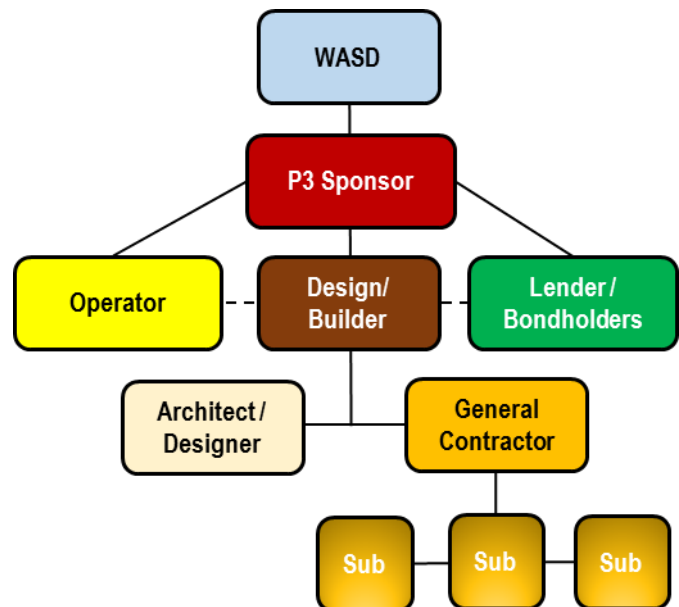 WASD
P3 Sponsor
Operator
Design/
Builder
Lender /
Bondholders
Architect /
Designer
General
Contractor
Sub
Sub
Sub